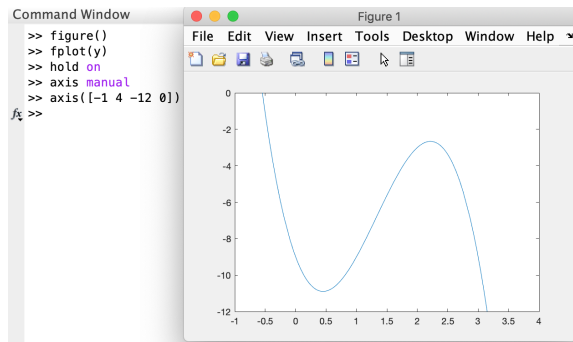 Command Window
>> figure()
>> fplot(y)
>> hold on
>> axis manual
>> axis([-1 4 -12 0])
fx >>
Figure 1
File Edit View Insert Tools Desktop Window Help
0
-2
-4
-6
-8
-10
-12
-1 -0.5 0 0.5 1 1.5 2 2.5 3 3.5 4